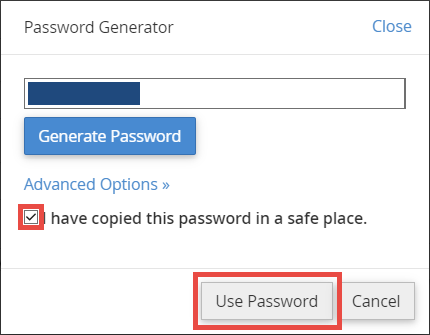 Password Generator
Close
Generate Password
Advanced Options »
I have copied this password in a safe place.
Use Password
Cancel